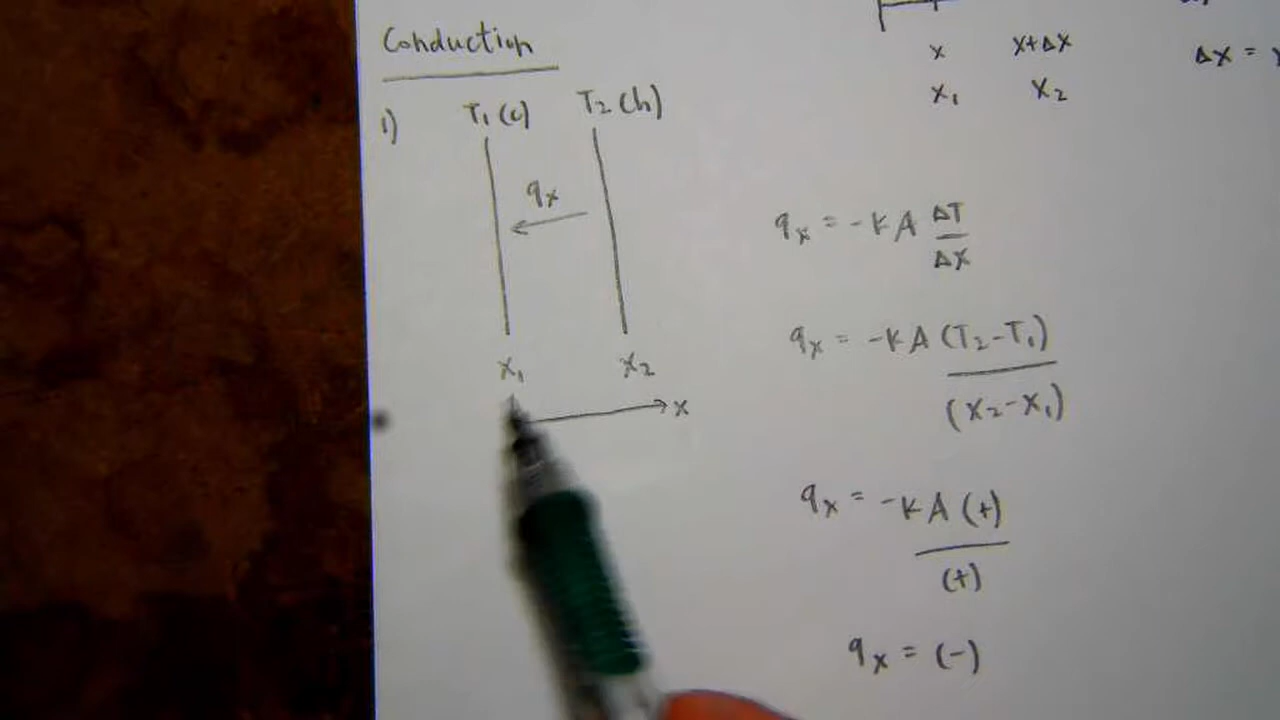 Conduction
1)
T₁ (c) T₂ (h)
qx
x₁ x₂
x
x x+Δx
x₁ x₂
Δx =
qx = -kA ΔT
Δx
qx = -kA (T₂-T₁)
(x₂-x₁)
qx = -kA (+)
(+)
qx = (-)